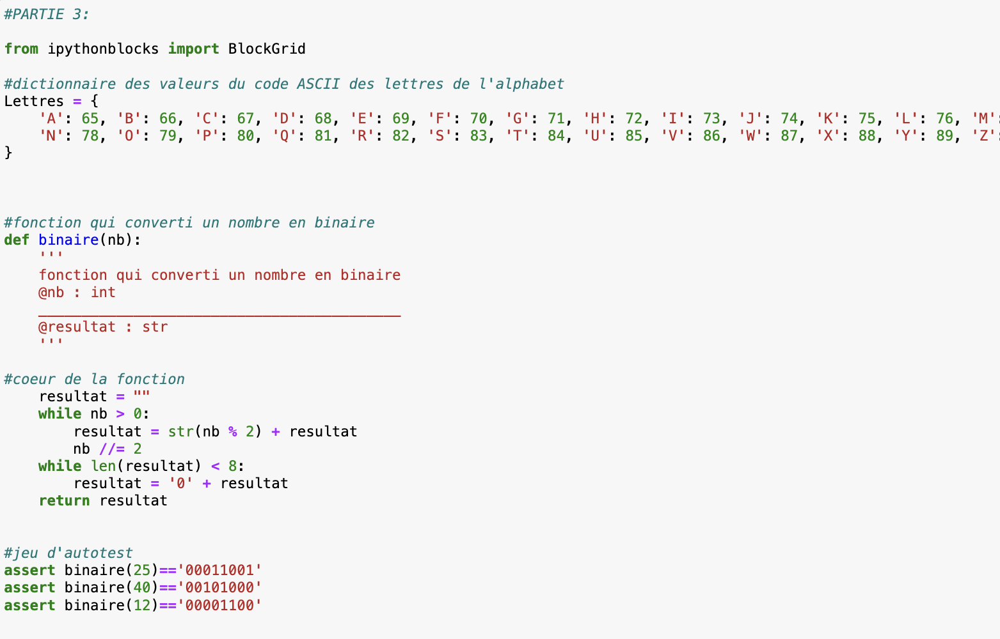 #PARTIE 3:
from ipythonblocks import BlockGrid
#dictionnaire des valeurs du code ASCII des lettres de l'alphabet
Lettres = {
    'A': 65, 'B': 66, 'C': 67, 'D': 68, 'E': 69, 'F': 70, 'G': 71, 'H': 72, 'I': 73, 'J': 74, 'K': 75, 'L': 76, 'M':
    'N': 78, 'O': 79, 'P': 80, 'Q': 81, 'R': 82, 'S': 83, 'T': 84, 'U': 85, 'V': 86, 'W': 87, 'X': 88, 'Y': 89, 'Z':
}
#fonction qui converti un nombre en binaire
def binaire(nb):
    '''
    fonction qui converti un nombre en binaire
    @nb : int
    __________________________________________
    @resultat : str
    '''
#coeur de la fonction
    resultat = ""
    while nb > 0:
        resultat = str(nb % 2) + resultat
        nb //= 2
    while len(resultat) < 8:
        resultat = '0' + resultat
    return resultat
#jeu d'autotest
assert binaire(25)=='00011001'
assert binaire(40)=='00101000'
assert binaire(12)=='00001100'